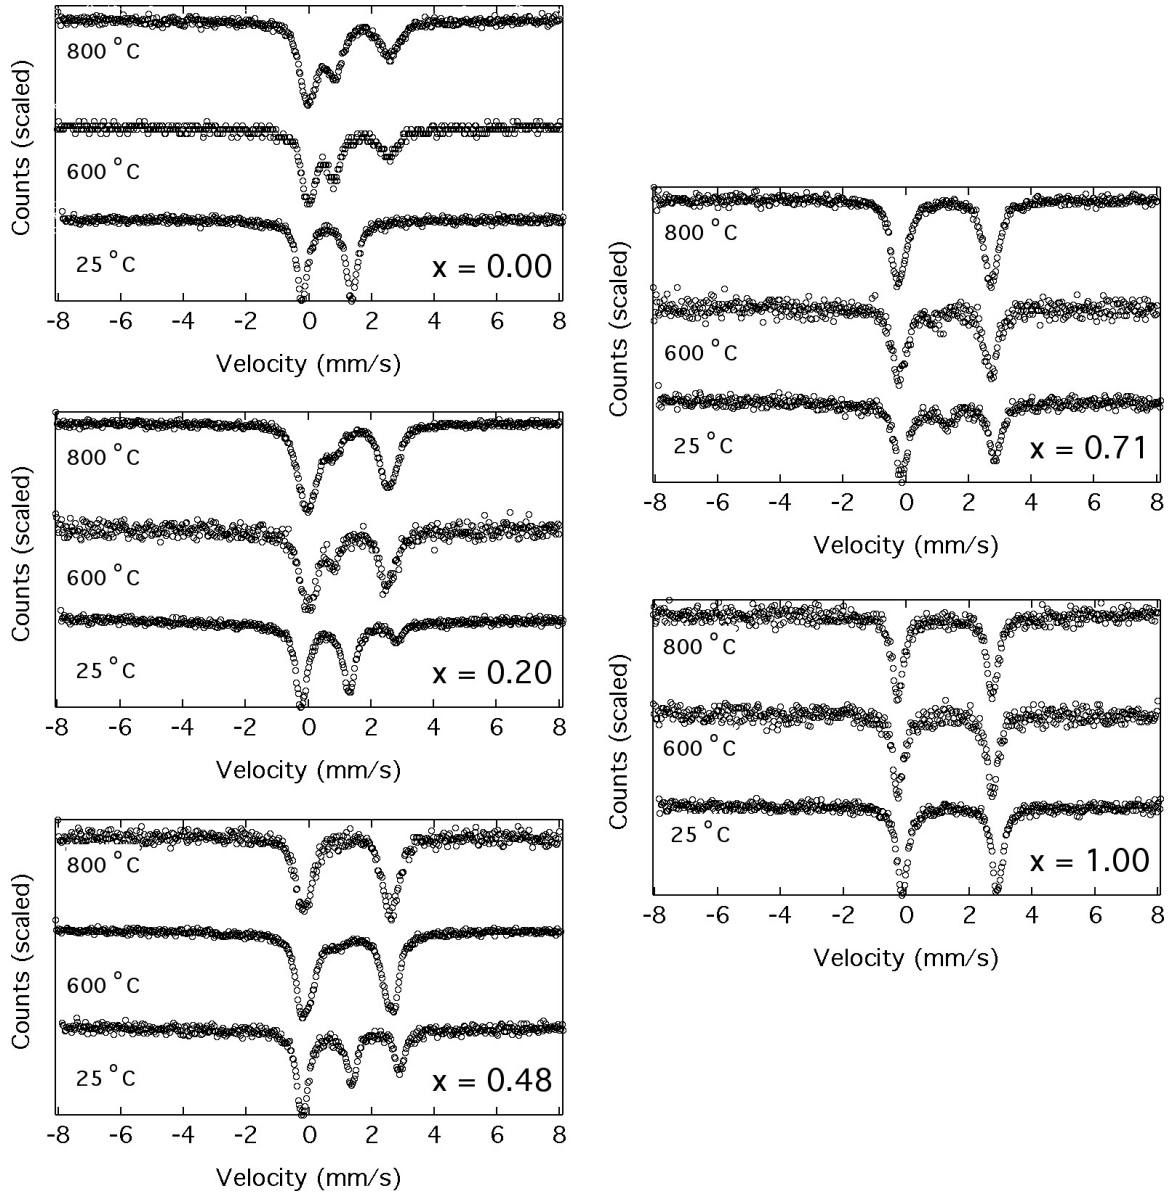 Counts (scaled)
800 °C
600 °C
25 °C
x = 0.00
-8 -6 -4 -2 0 2 4 6 8
Velocity (mm/s)
Counts (scaled)
800 °C
600 °C
25 °C
x = 0.20
-8 -6 -4 -2 0 2 4 6 8
Velocity (mm/s)
Counts (scaled)
800 °C
600 °C
25 °C
x = 0.48
-8 -6 -4 -2 0 2 4 6 8
Velocity (mm/s)
Counts (scaled)
800 °C
600 °C
25 °C
x = 0.71
-8 -6 -4 -2 0 2 4 6 8
Velocity (mm/s)
Counts (scaled)
800 °C
600 °C
25 °C
x = 1.00
-8 -6 -4 -2 0 2 4 6 8
Velocity (mm/s)